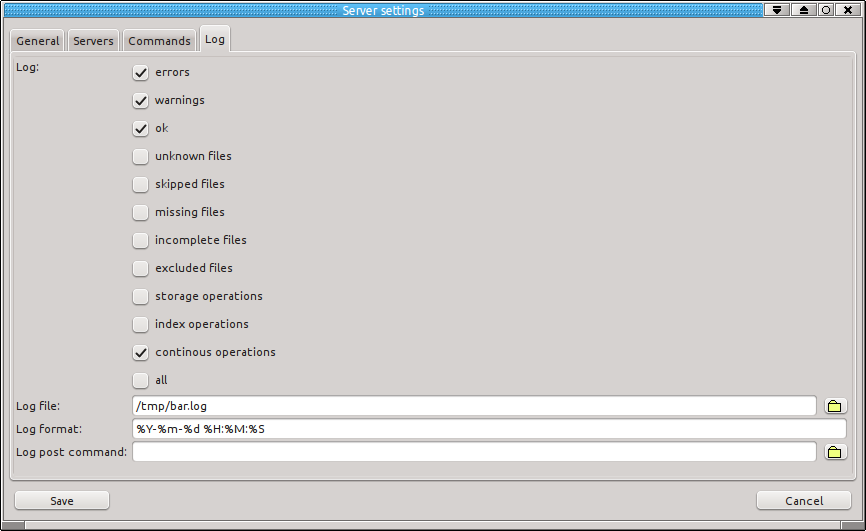 Server settings
General Servers Commands Log
Log: errors
warnings
ok
unknown files
skipped files
missing files
incomplete files
excluded files
storage operations
index operations
continous operations
all
Log file: /tmp/bar.log
Log format: %Y-%m-%d %H:%M:%S
Log post command:
Save Cancel